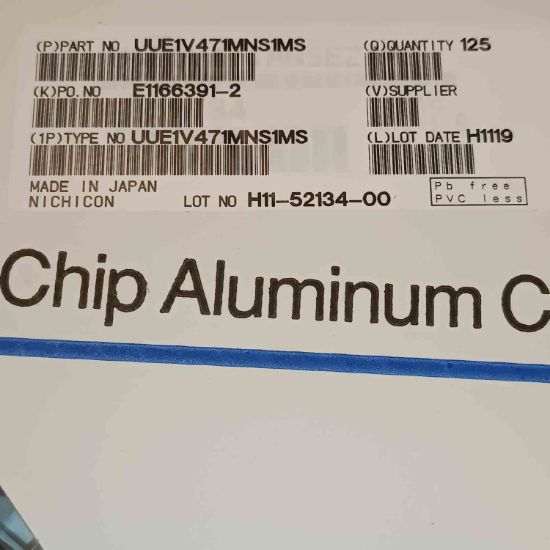 (P)PART NO UUE1V471MNS1MS (Q)QUANTITY 125
(K)PO.NO E1166391-2 (V)SUPPLIER
(1P)TYPE NO UUE1V471MNS1MS (L)LOT DATE H1119
MADE IN JAPAN
NICHICON LOT NO H11-52134-00
Pb free
PVC less
Chip Aluminum C